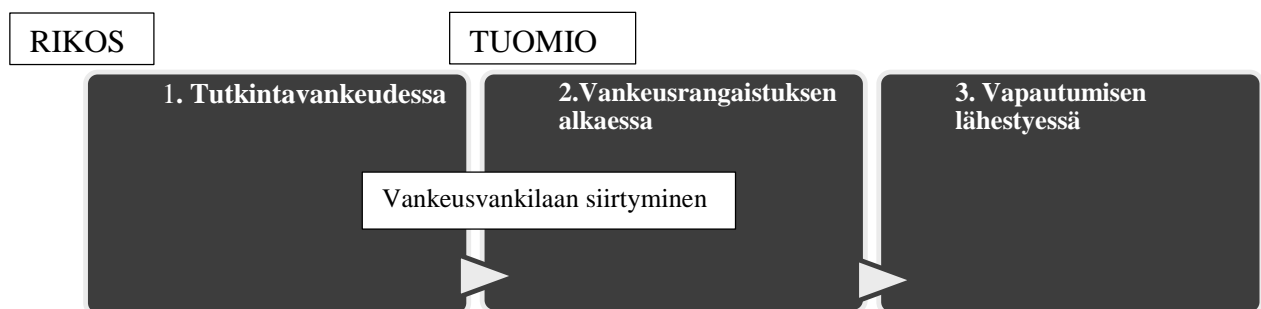 RIKOS
TUOMIO
1. Tutkintavankeudessa
2.Vankeusrangaistuksen
alkaessa
3. Vapautumisen
lähestyessä
Vankeusvankilaan siirtyminen